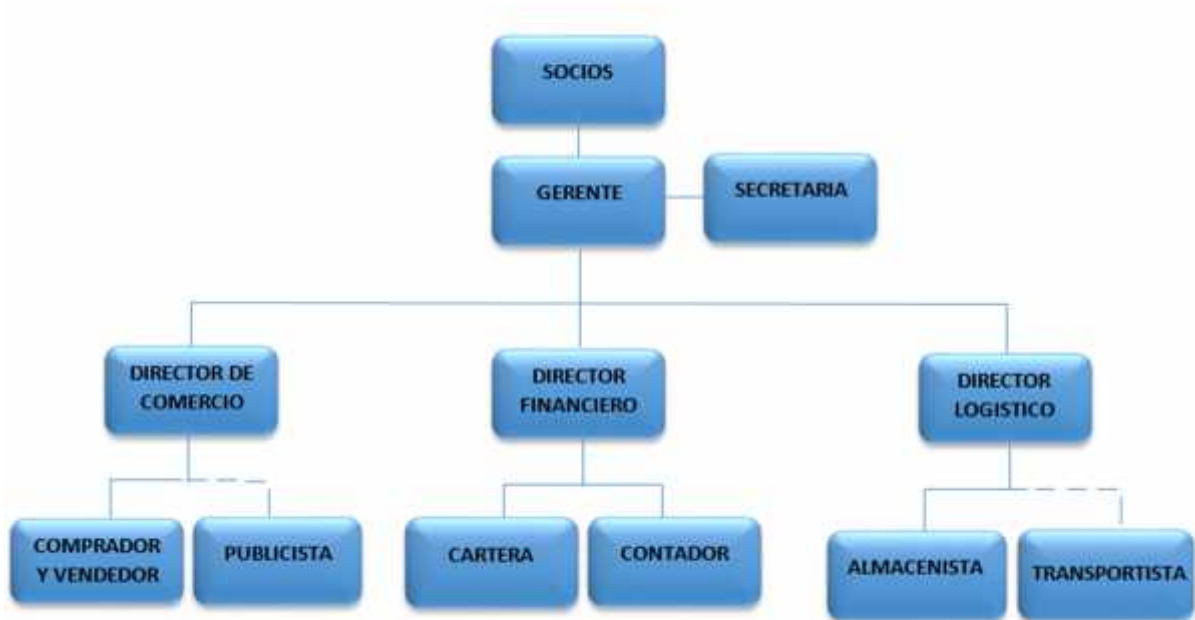 SOCIOS
GERENTE
SECRETARIA
DIRECTOR DE
COMERCIO
DIRECTOR
FINANCIERO
DIRECTOR
LOGISTICO
COMPRADOR
Y VENDEDOR
PUBLICISTA
CARTERA
CONTADOR
ALMACENISTA
TRANSPORTISTA